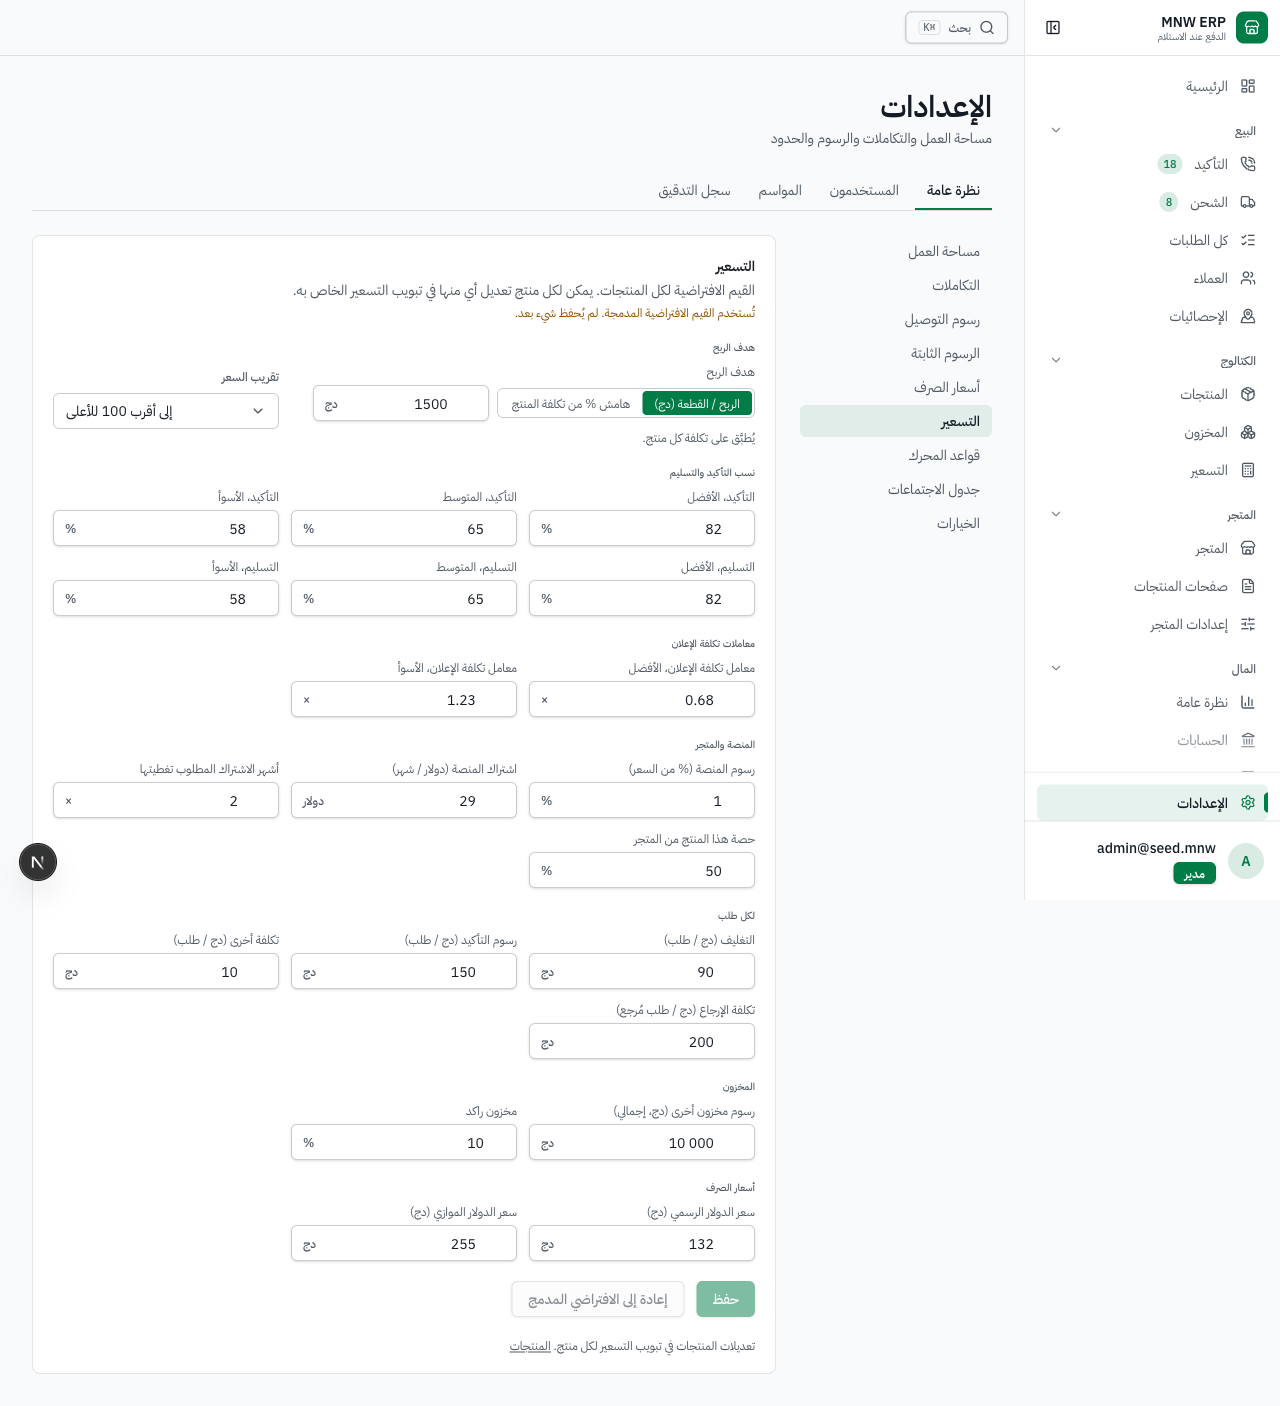 MNW ERP
الدفع عند الاستلام
بحث
⌘K
الرئيسية
البيع
التأكيد
18
الشحن
8
كل الطلبات
العملاء
الإحصائيات
الكتالوج
المنتجات
المخزون
التسعير
المتجر
المتجر
صفحات المنتجات
إعدادات المتجر
المال
نظرة عامة
الحسابات
الإعدادات
A
admin@seed.mnw
مدير
الإعدادات
مساحة العمل والتكاملات والرسوم والحدود
نظرة عامة
المستخدمون
المواسم
سجل التدقيق
مساحة العمل
التكاملات
رسوم التوصيل
الرسوم الثابتة
أسعار الصرف
التسعير
قواعد المحرك
جدول الاجتماعات
الخيارات
التسعير
القيم الافتراضية لكل المنتجات. يمكن لكل منتج تعديل أي منها في تبويب التسعير الخاص به.
تُستخدم القيم الافتراضية المدمجة. لم يُحفظ شيء بعد.
هدف الربح
هدف الربح
الربح / القطعة (دج)
هامش % من تكلفة المنتج
1500 دج
تقريب السعر
إلى أقرب 100 للأعلى
يُطبَّق على تكلفة كل منتج.
نسب التأكيد والتسليم
التأكيد، الأفضل
82 %
التأكيد، المتوسط
65 %
التأكيد، الأسوأ
58 %
التسليم، الأفضل
82 %
التسليم، المتوسط
65 %
التسليم، الأسوأ
58 %
معاملات تكلفة الإعلان
معامل تكلفة الإعلان، الأفضل
0.68 ×
معامل تكلفة الإعلان، الأسوأ
1.23 ×
المنصة والمتجر
رسوم المنصة (% من السعر)
1 %
اشتراك المنصة (دولار / شهر)
29 دولار
أشهر الاشتراك المطلوب تغطيتها
2 ×
حصة هذا المنتج من المتجر
50 %
لكل طلب
التغليف (دج / طلب)
90 دج
رسوم التأكيد (دج / طلب)
150 دج
تكلفة أخرى (دج / طلب)
10 دج
تكلفة الإرجاع (دج / طلب مُرجع)
200 دج
المخزون
رسوم مخزون أخرى (دج، إجمالي)
10 000 دج
مخزون راكد
10 %
أسعار الصرف
سعر الدولار الرسمي (دج)
132 دج
سعر الدولار الموازي (دج)
255 دج
حفظ
إعادة إلى الافتراضي المدمج
تعديلات المنتجات في تبويب التسعير لكل منتج. المنتجات